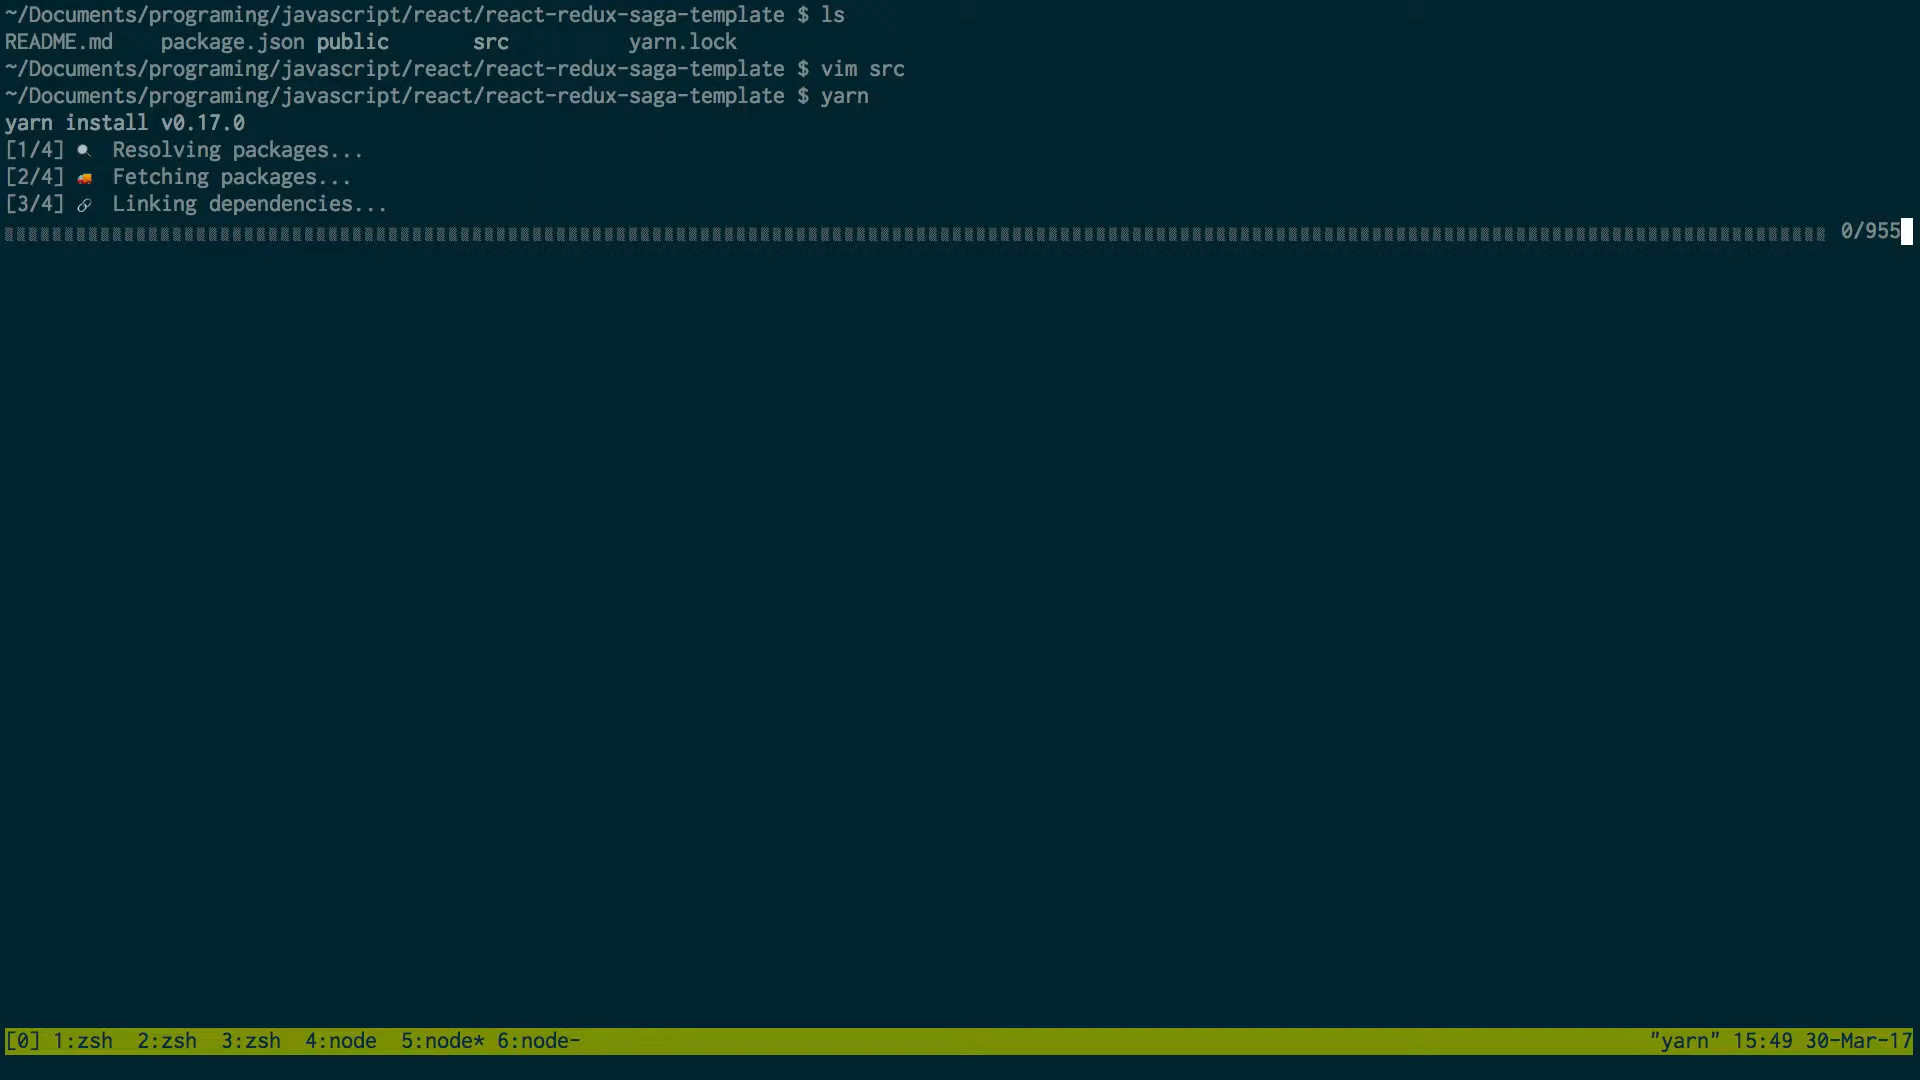 ~/Documents/programing/javascript/react/react-redux-saga-template $ ls
README.md    package.json public       src          yarn.lock
~/Documents/programing/javascript/react/react-redux-saga-template $ vim src
~/Documents/programing/javascript/react/react-redux-saga-template $ yarn
yarn install v0.17.0
[1/4] 🔍  Resolving packages...
[2/4] 🚚  Fetching packages...
[3/4] 🔗  Linking dependencies...
0/955
[0] 1:zsh  2:zsh  3:zsh  4:node  5:node* 6:node-  "yarn" 15:49 30-Mar-17